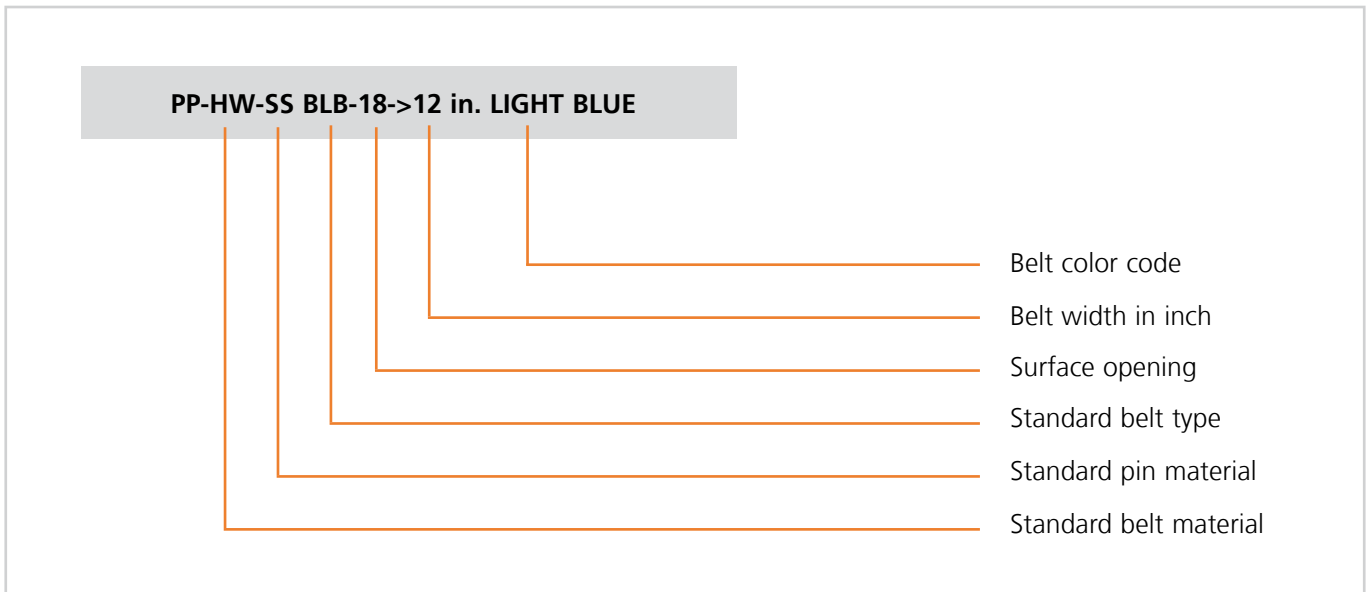 PP-HW-SS BLB-18->12 in. LIGHT BLUE
Belt color code
Belt width in inch
Surface opening
Standard belt type
Standard pin material
Standard belt material